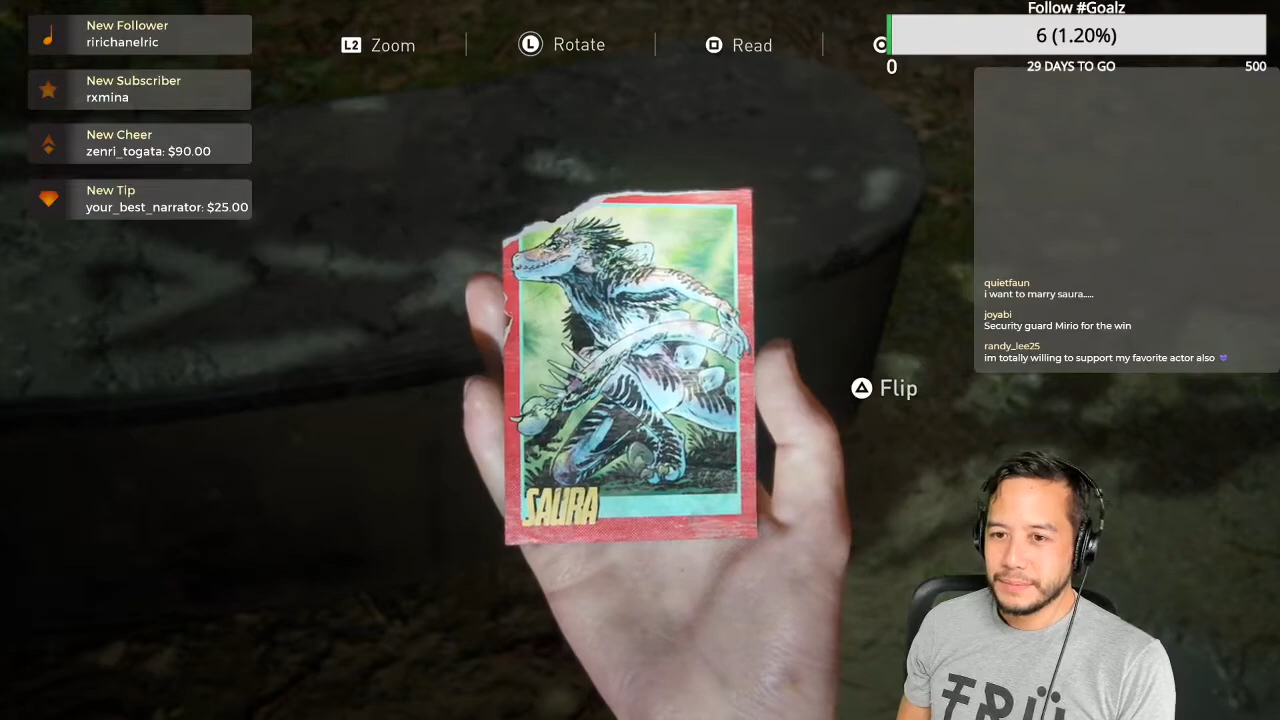 New Follower
ririchanelric
New Subscriber
rxmina
New Cheer
zenri_togata: $90.00
New Tip
your_best_narrator: $25.00
L2 Zoom
L Rotate
Read
Follow #Goalz
6 (1.20%)
0
29 DAYS TO GO
500
quietfaun
i want to marry saura.....
joyabi
Security guard Mirio for the win
randy_lee25
im totally willing to support my favorite actor also 💜
Flip
SAURA